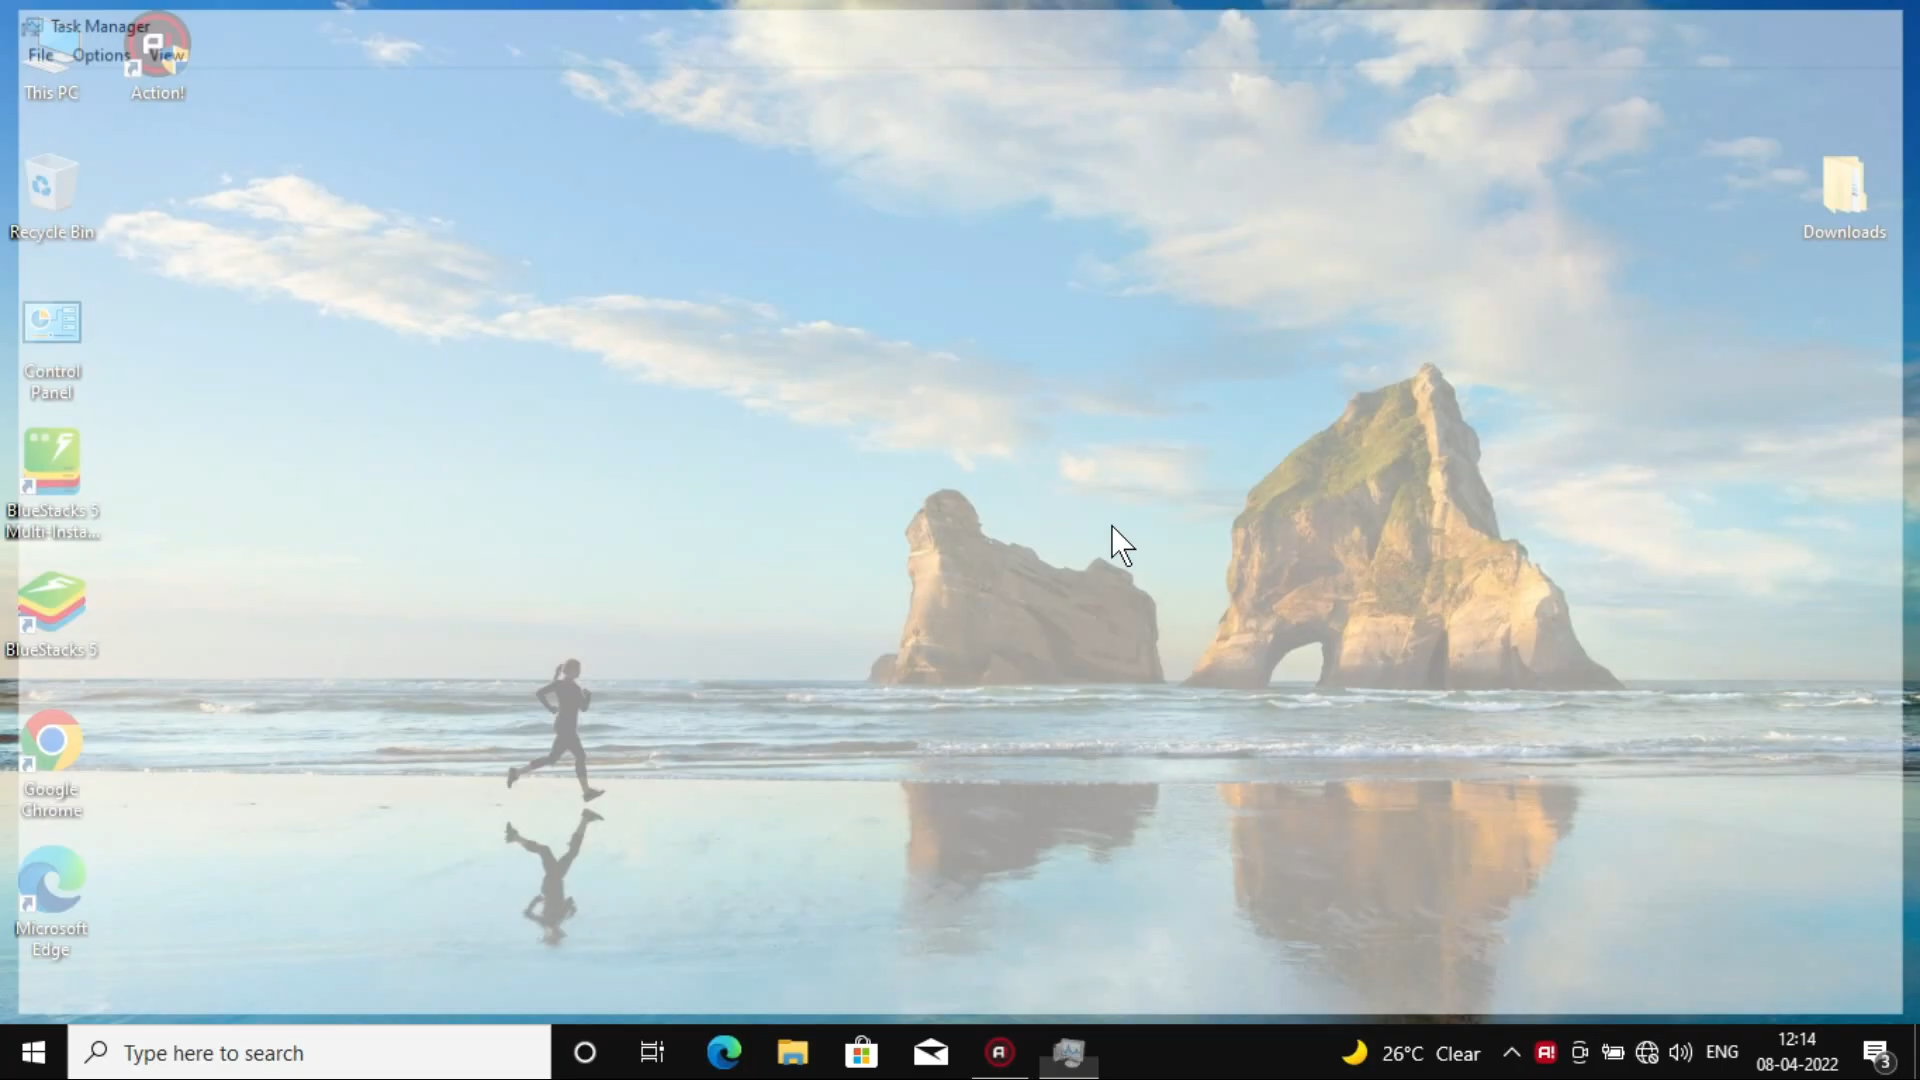 Task Manager
File Options View
This PC
Action!
Recycle Bin
Downloads
Control
Panel
BlueStacks 5
Multi-Insta...
BlueStacks 5
Google
Chrome
Microsoft
Edge
Type here to search
26°C Clear
ENG
12:14
08-04-2022
3